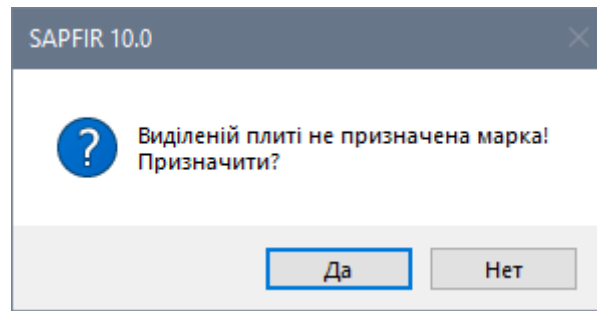 SAPFIR 10.0
Виділеній плиті не призначена марка!
Призначити?
Да
Нет